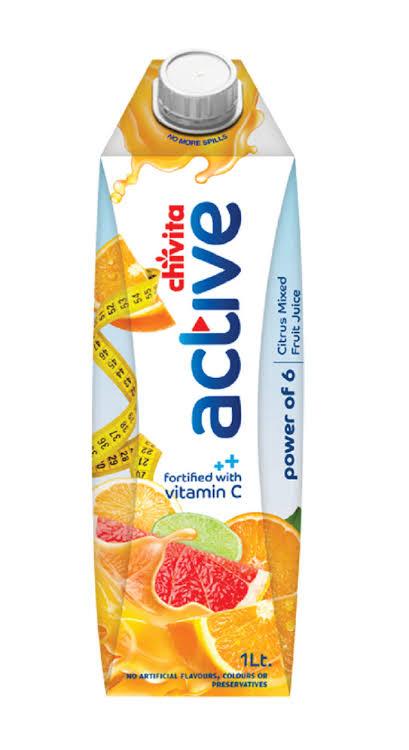 NO MORE SPILLS
chivita
active
power of 6
Citrus Mixed
Fruit Juice
++
fortified with
vitamin C
1Lt.
NO ARTIFICIAL FLAVOURS, COLOURS OR
PRESERVATIVES